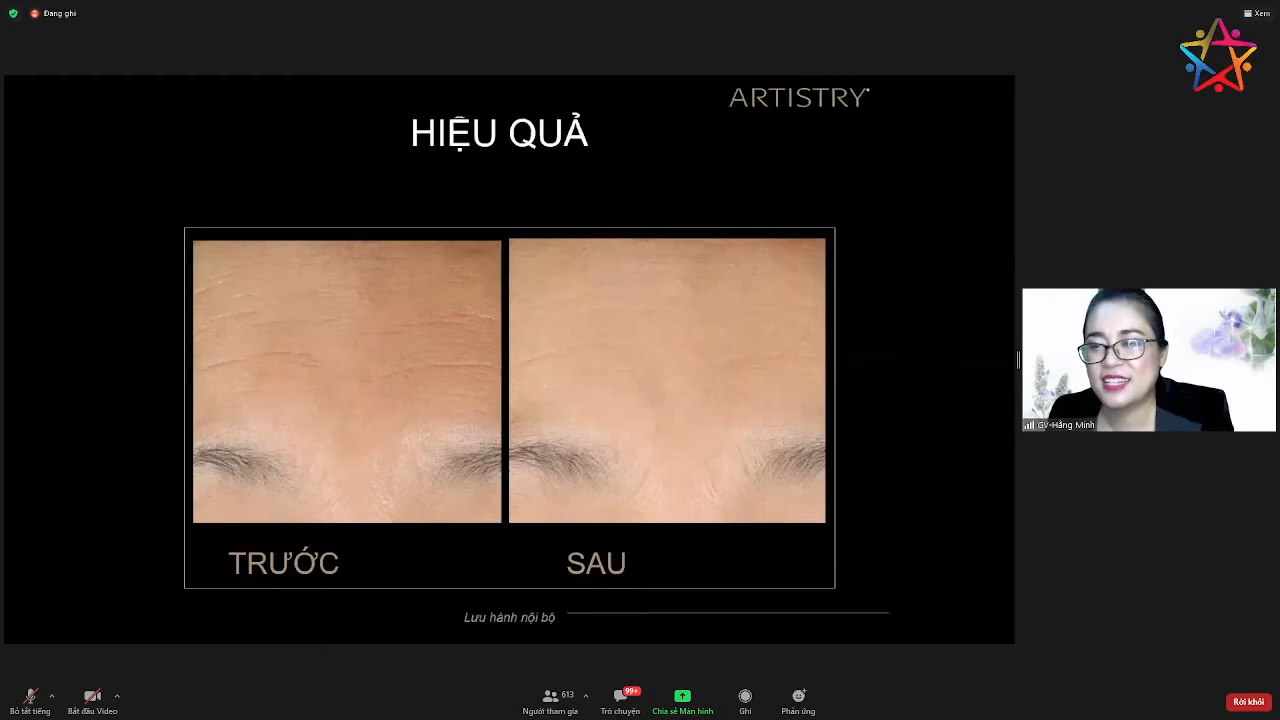 Đang ghi
Xem
ARTISTRY
HIỆU QUẢ
TRƯỚC
SAU
Lưu hành nội bộ
GV-Hằng Minh
Bỏ tắt tiếng
Bắt đầu Video
613
Người tham gia
99+
Trò chuyện
Chia sẻ Màn hình
Ghi
Phản ứng
Rời khỏi